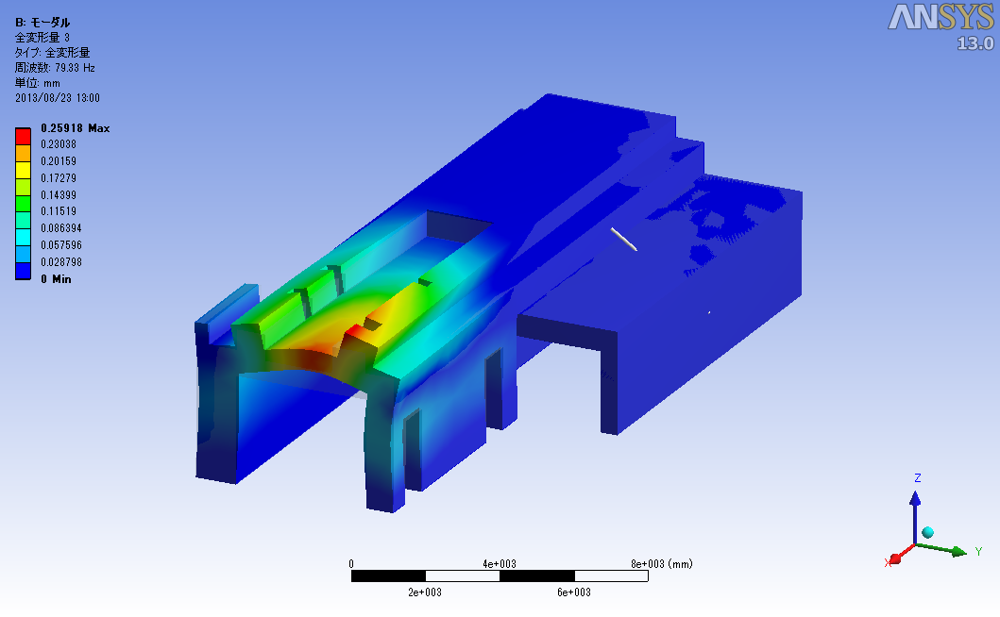 ANSYS
13.0
B: モーダル
全変形量 3
タイプ: 全変形量
周波数: 79.33 Hz
単位: mm
2013/08/23 13:00
0.25918 Max
0.23038
0.20159
0.17279
0.14399
0.11519
0.086394
0.057596
0.028798
0 Min
Z
Y
X
0 4e+003 8e+003 (mm)
2e+003 6e+003